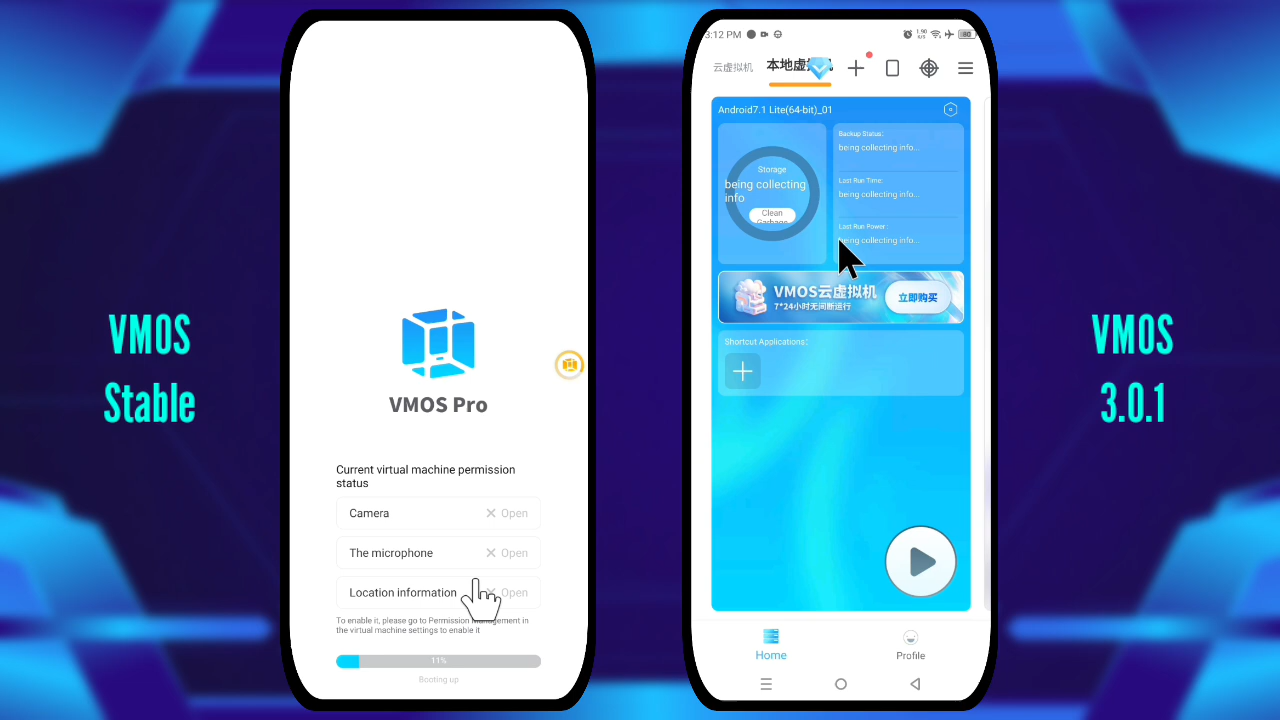 VMOS
Stable
VMOS Pro
Current virtual machine permission
status
Camera
Open
The microphone
Open
Location information
Open
To enable it, please go to Permission Management in
the virtual machine settings to enable it
11%
Booting up
3:12 PM
1.90
80
云虚拟机
本地虚拟机
Android7.1 Lite(64-bit)_01
Storage
being collecting
info
Clean
Garbage
Backup Status:
being collecting info...
Last Run Time:
being collecting info...
Last Run Power:
being collecting info...
VMOS云虚拟机
7*24小时无间断运行
立即购买
Shortcut Applications:
Home
Profile
VMOS
3.0.1